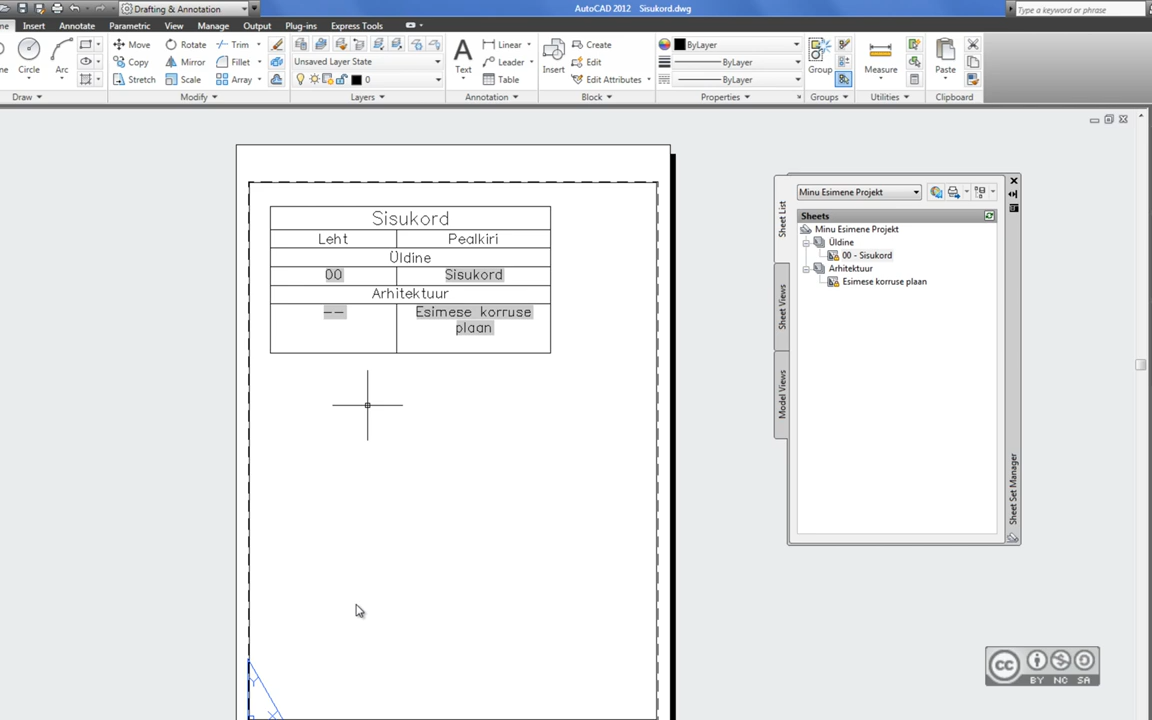 Drafting & Annotation
AutoCAD 2012 Sisukord.dwg
Type a keyword or phrase
Insert Annotate Parametric View Manage Output Plug-ins Express Tools
Move Rotate Trim
Unsaved Layer State
Linear
Create
ByLayer
Circle Arc Copy Mirror Fillet
Text Leader
Insert Edit
ByLayer
Group Measure Paste
Stretch Scale Array
0
Table
Edit Attributes
ByLayer
Draw Modify Layers Annotation Block Properties Groups Utilities Clipboard
Sisukord
Leht Pealkiri
Üldine
00 Sisukord
Arhitektuur
-- Esimese korruse
plaan
Y
X
Minu Esimene Projekt
Sheet List
Sheets
Minu Esimene Projekt
Üldine
00 - Sisukord
Arhitektuur
Esimese korruse plaan
Sheet Views
Model Views
Sheet Set Manager
cc
BY NC SA